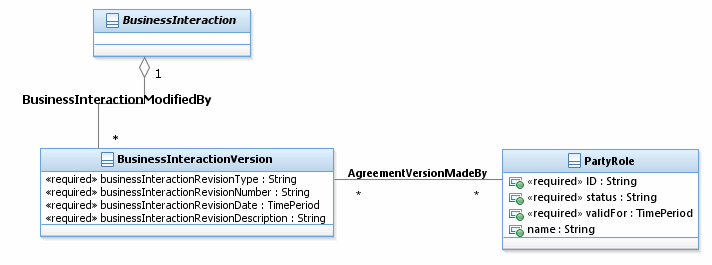 BusinessInteraction
1
BusinessInteractionModifiedBy
*
BusinessInteractionVersion
«required» businessInteractionRevisionType : String
«required» businessInteractionRevisionNumber : String
«required» businessInteractionRevisionDate : TimePeriod
«required» businessInteractionRevisionDescription : String
AgreementVersionMadeBy
* *
PartyRole
«required» ID : String
«required» status : String
«required» validFor : TimePeriod
name : String